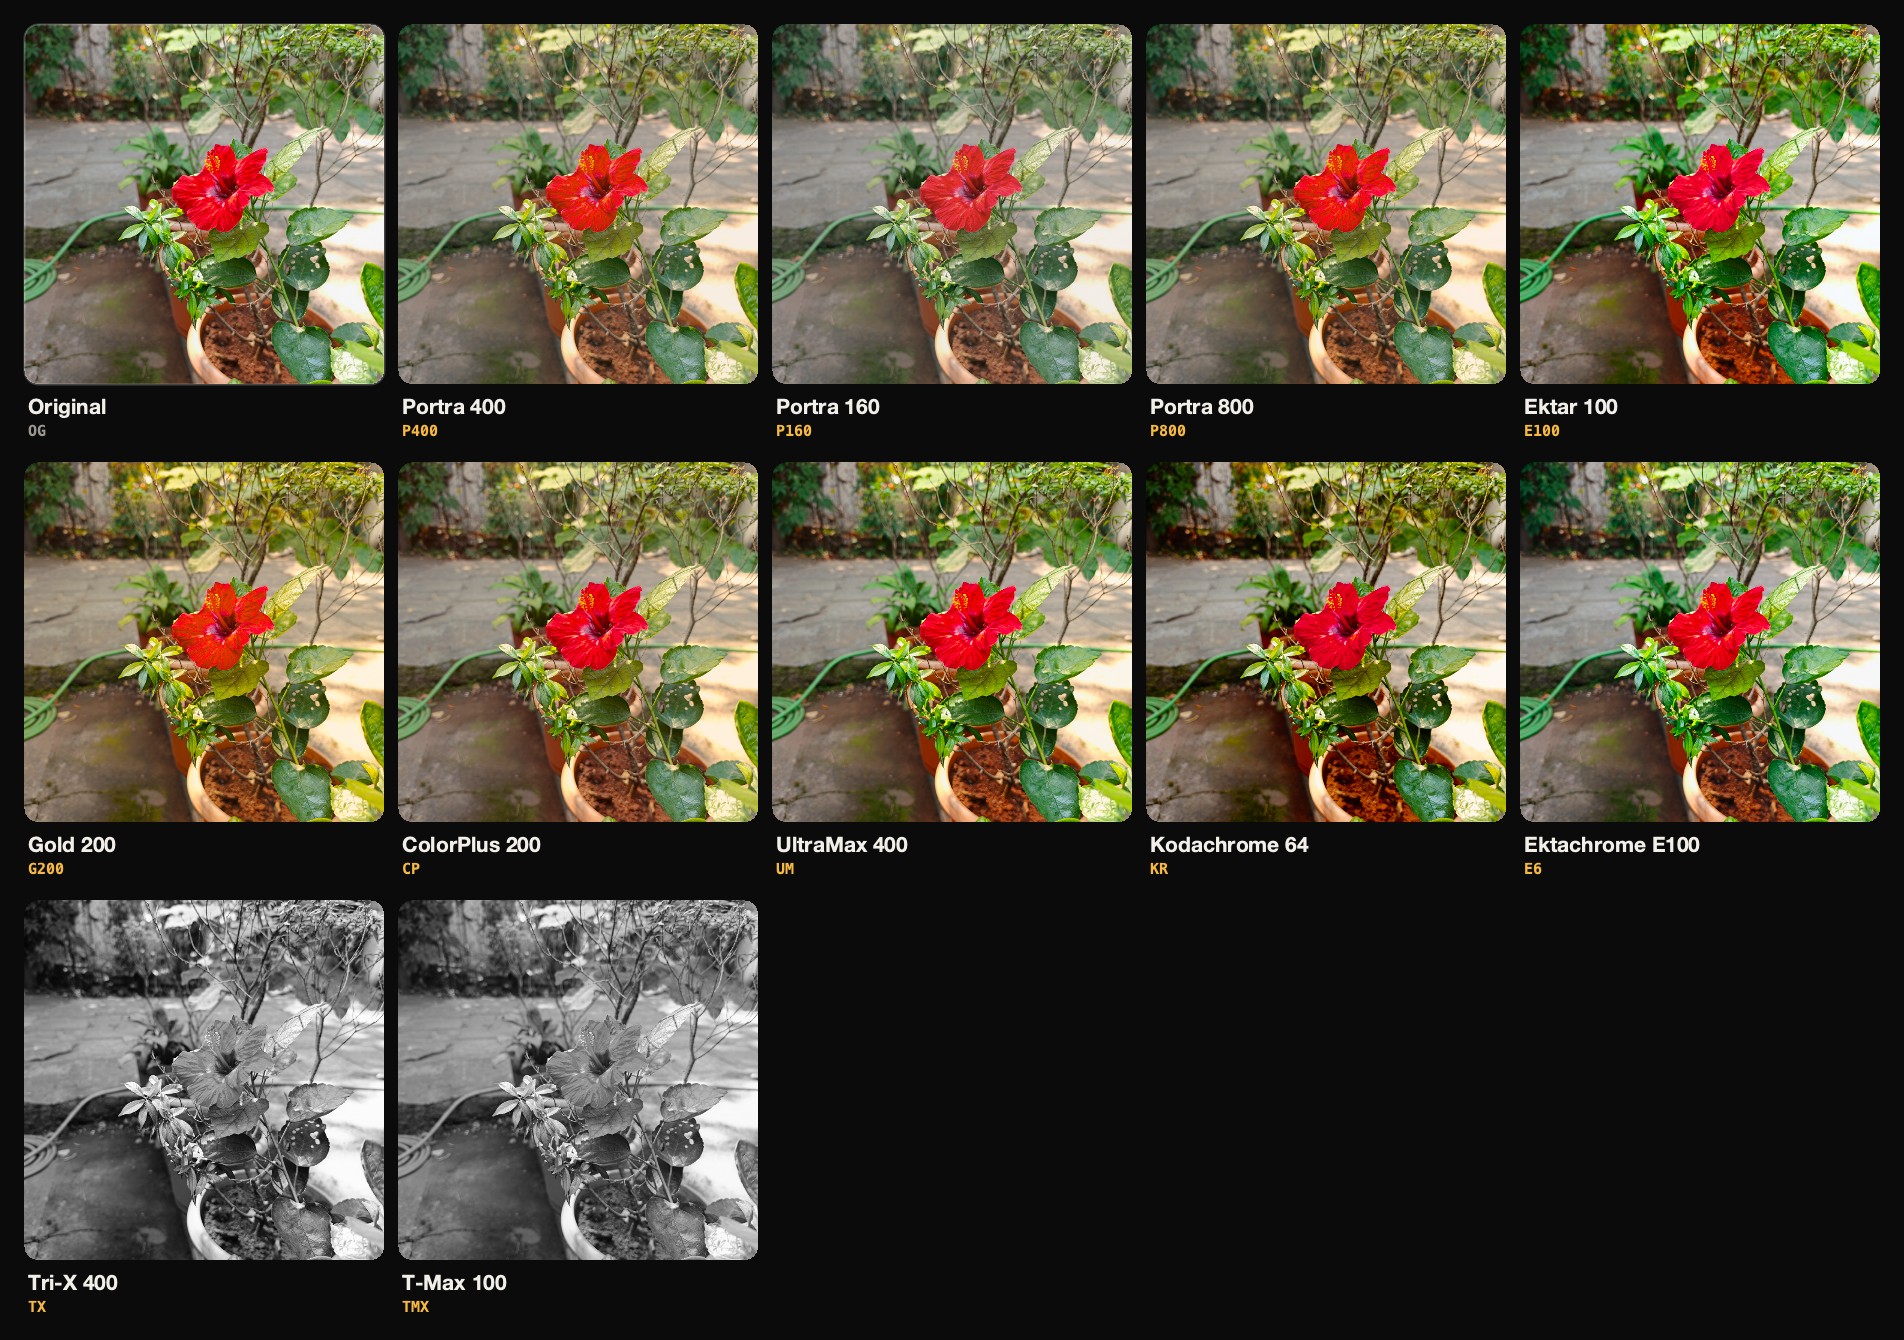 Original
OG
Portra 400
P400
Portra 160
P160
Portra 800
P800
Ektar 100
E100
Gold 200
G200
ColorPlus 200
CP
UltraMax 400
UM
Kodachrome 64
KR
Ektachrome E100
E6
Tri-X 400
TX
T-Max 100
TMX